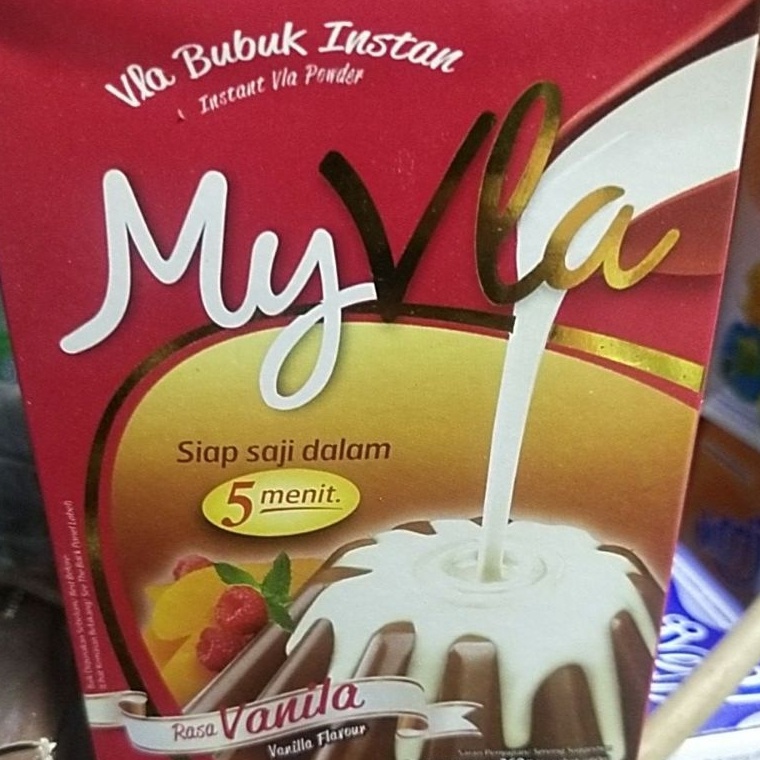 Vla Bubuk Instan
Instant Vla Powder
MyVla
Siap saji dalam
5 menit.
Rasa Vanila
Vanilla Flavour